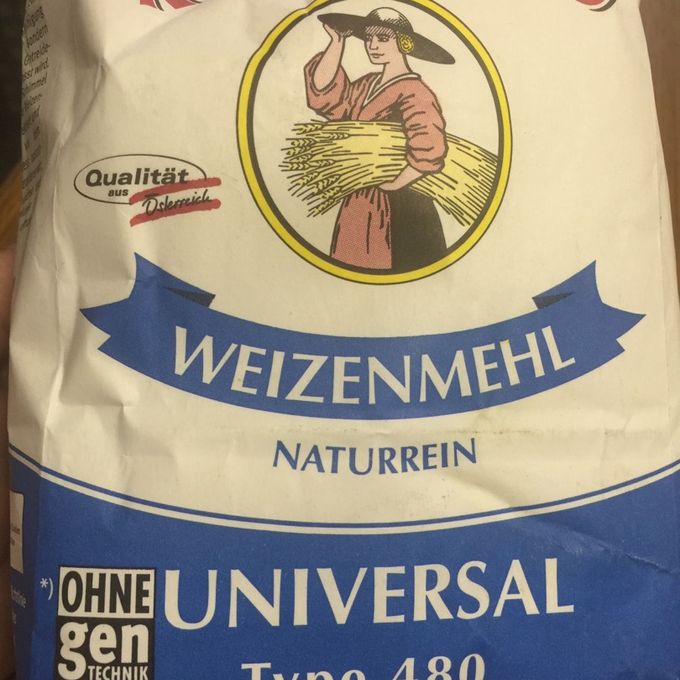 Qualität
aus
Österreich
WEIZENMEHL
NATURREIN
UNIVERSAL
*)
OHNE
gen
TECHNIK
Type 480